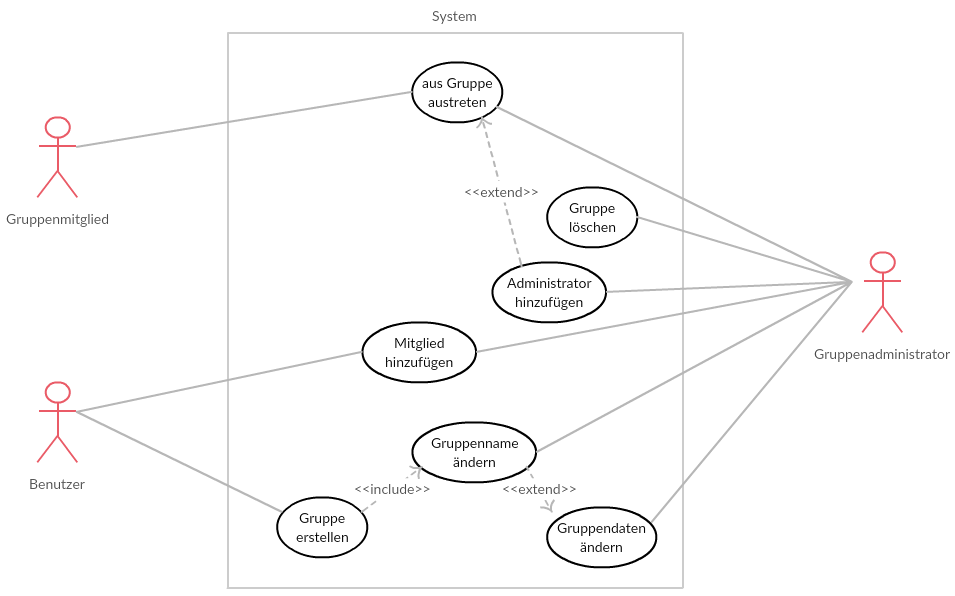 System
aus Gruppe
austreten
<<extend>>
Gruppe
löschen
Gruppenmitglied
Administrator
hinzufügen
Mitglied
hinzufügen
Gruppenadministrator
Gruppenname
ändern
Benutzer
<<include>>
<<extend>>
Gruppe
erstellen
Gruppendaten
ändern